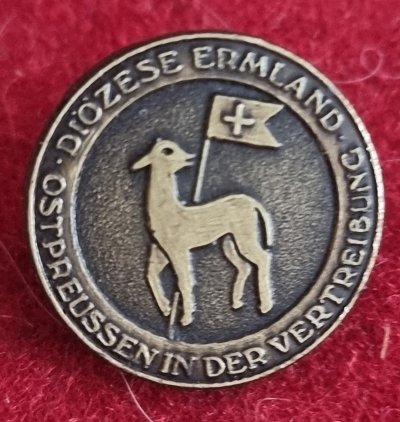 · DIÖZESE ERMLAND ·
OSTPREUSSEN IN DER VERTREIBUNG